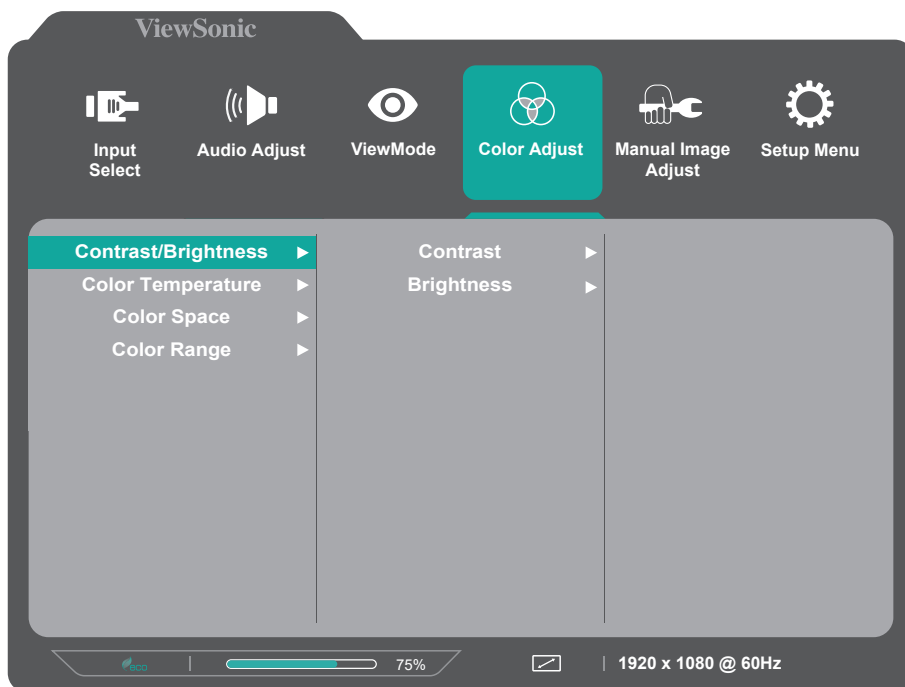 ViewSonic
Input
Select
Audio Adjust
ViewMode
Color Adjust
Manual Image
Adjust
Setup Menu
Contrast/Brightness
Color Temperature
Color Space
Color Range
Contrast
Brightness
eco
75%
1920 x 1080 @ 60Hz